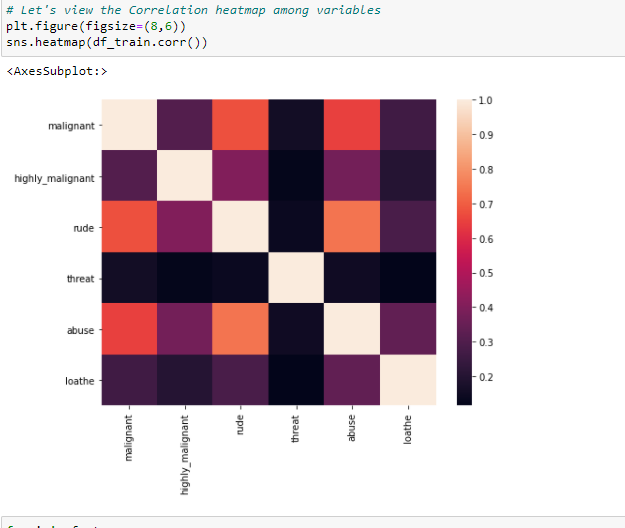 # Let's view the Correlation heatmap among variables
plt.figure(figsize=(8,6))
sns.heatmap(df_train.corr())
<AxesSubplot:>
malignant
highly_malignant
rude
threat
abuse
loathe
malignant
highly_malignant
rude
threat
abuse
loathe
1.0
0.9
0.8
0.7
0.6
0.5
0.4
0.3
0.2